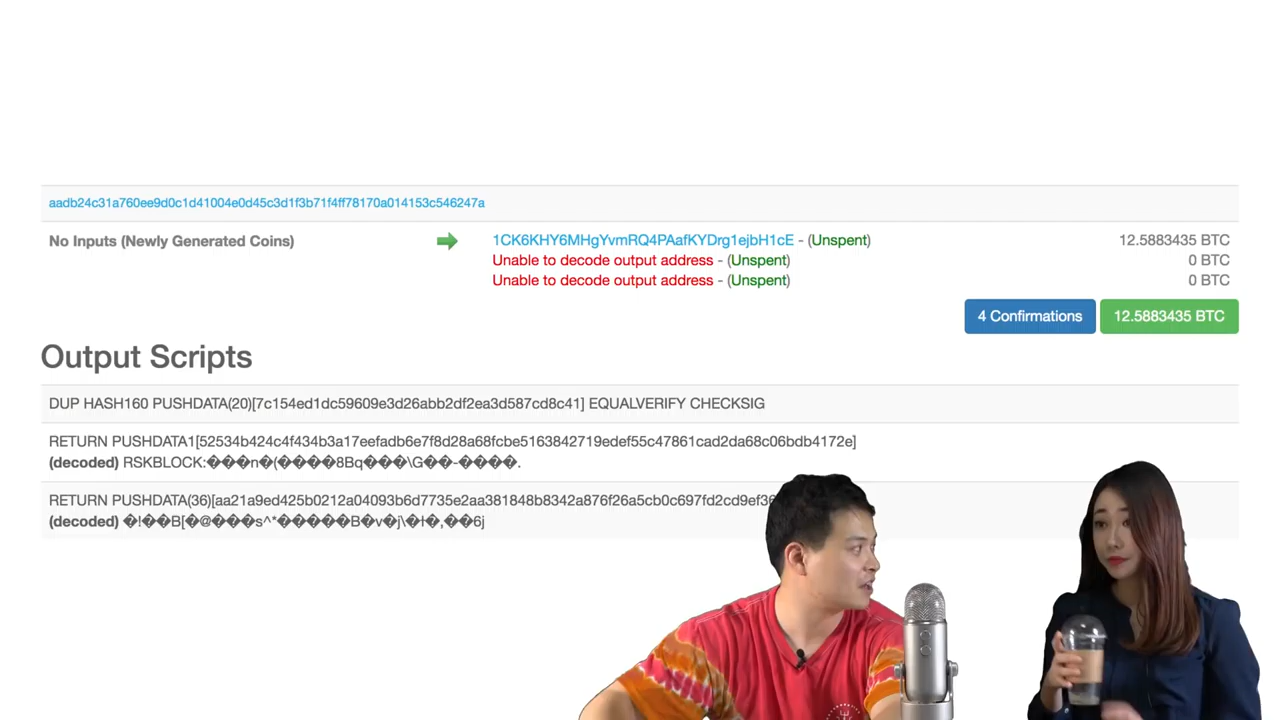 aadb24c31a760ee9d0c1d41004e0d45c3d1f3b71f4ff78170a014153c546247a
No Inputs (Newly Generated Coins)
1CK6KHY6MHgYvmRQ4PAafKYDrg1ejbH1cE - (Unspent) 12.5883435 BTC
Unable to decode output address - (Unspent) 0 BTC
Unable to decode output address - (Unspent) 0 BTC
4 Confirmations 12.5883435 BTC
Output Scripts
DUP HASH160 PUSHDATA(20)[7c154ed1dc59609e3d26abb2df2ea3d587cd8c41] EQUALVERIFY CHECKSIG
RETURN PUSHDATA1[52534b424c4f434b3a17eefadb6e7f8d28a68fcbe5163842719edef55c47861cad2da68c06bdb4172e]
(decoded) RSKBLOCK:���n�(����8Bq���\G��-����.
RETURN PUSHDATA(36)[aa21a9ed425b0212a04093b6d7735e2aa381848b8342a876f26a5cb0c697fd2cd9ef36
(decoded) �!��B[�@���s^*�����B�v�j\�ƚ�,��6j